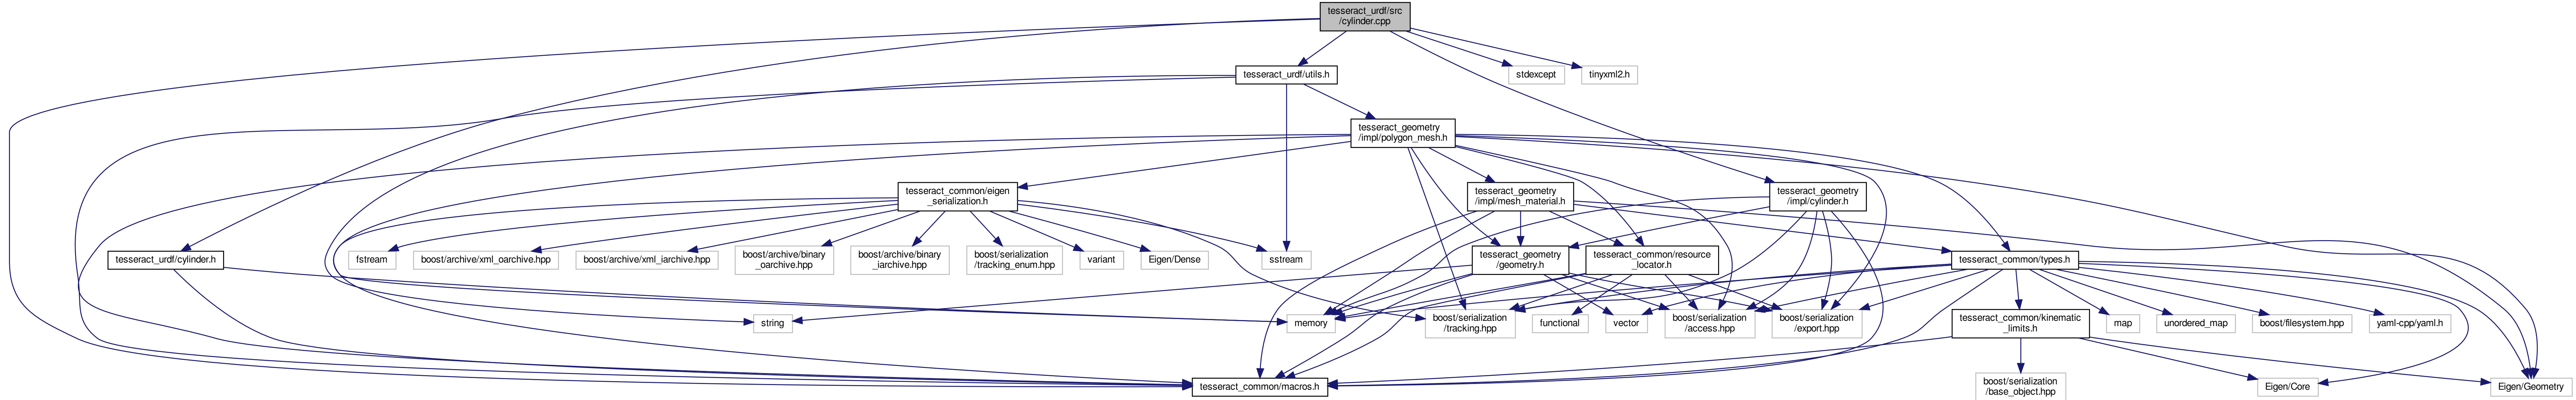 tesseract_urdf/src
/cylinder.cpp
tesseract_urdf/utils.h
stdexcept
tinyxml2.h
tesseract_geometry
/impl/polygon_mesh.h
tesseract_common/eigen
_serialization.h
tesseract_geometry
/impl/mesh_material.h
tesseract_geometry
/impl/cylinder.h
tesseract_urdf/cylinder.h
fstream
boost/archive/xml_oarchive.hpp
boost/archive/xml_iarchive.hpp
boost/archive/binary
_oarchive.hpp
boost/archive/binary
_iarchive.hpp
boost/serialization
/tracking_enum.hpp
variant
Eigen/Dense
sstream
tesseract_geometry
/geometry.h
tesseract_common/resource
_locator.h
tesseract_common/types.h
string
memory
boost/serialization
/tracking.hpp
functional
vector
boost/serialization
/access.hpp
boost/serialization
/export.hpp
tesseract_common/kinematic
_limits.h
map
unordered_map
boost/filesystem.hpp
yaml-cpp/yaml.h
tesseract_common/macros.h
boost/serialization
/base_object.hpp
Eigen/Core
Eigen/Geometry